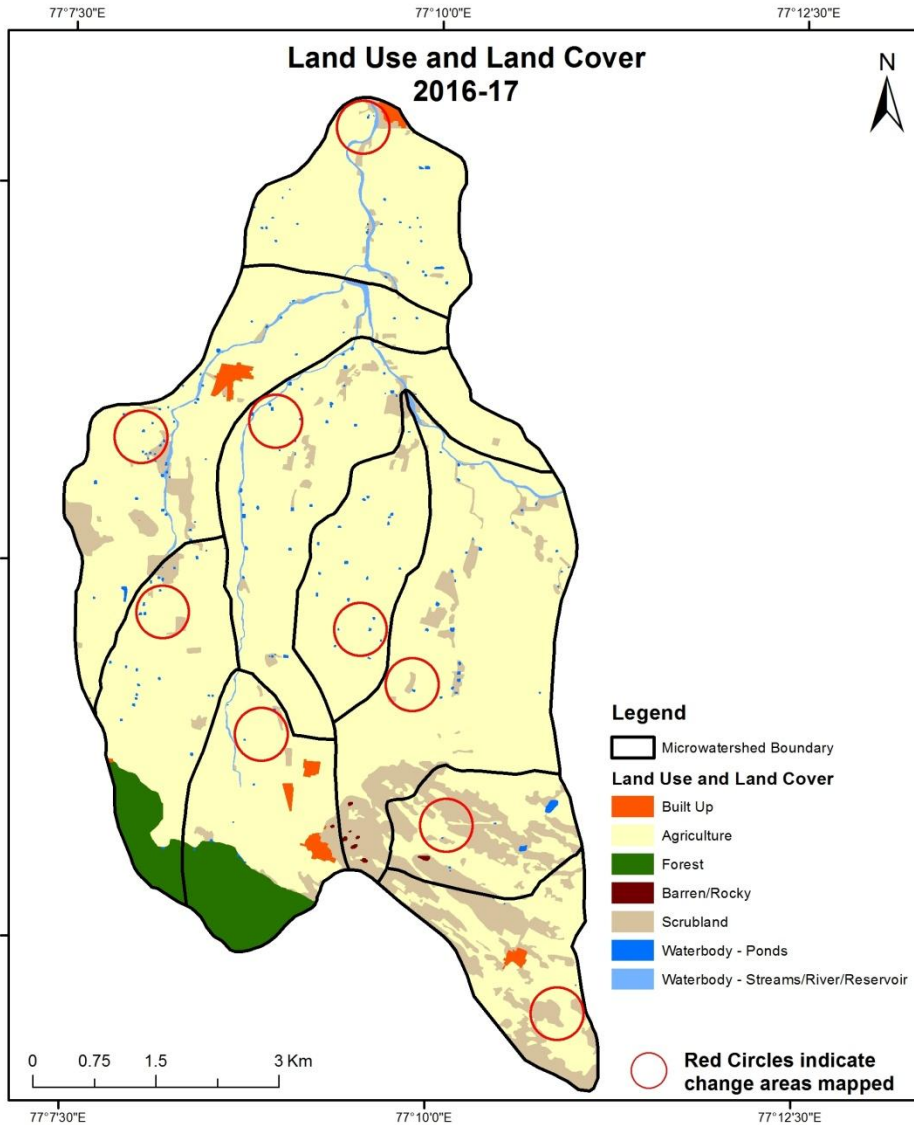 77°7'30"E
77°10'0"E
77°12'30"E
Land Use and Land Cover
2016-17
N
Legend
Microwatershed Boundary
Land Use and Land Cover
Built Up
Agriculture
Forest
Barren/Rocky
Scrubland
Waterbody - Ponds
Waterbody - Streams/River/Reservoir
Red Circles indicate
change areas mapped
0 0.75 1.5 3 Km
77°7'30"E
77°10'0"E
77°12'30"E